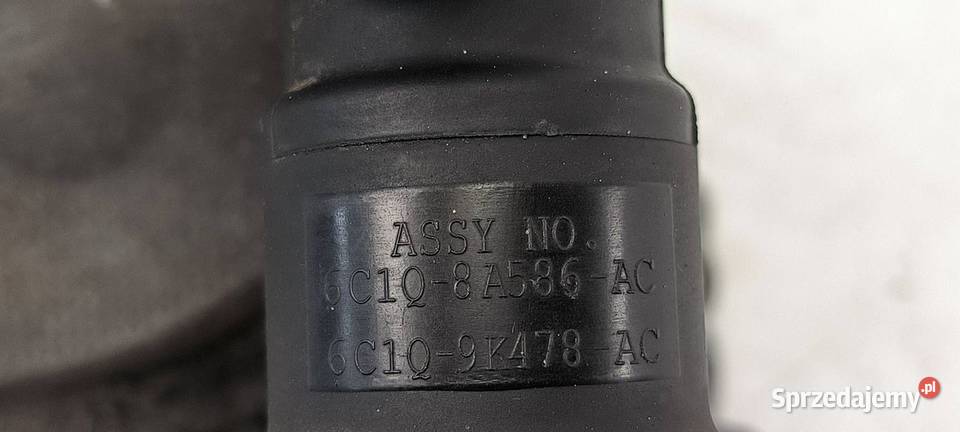 ASSY NO.
6C1Q-8A586-AC
6C1Q-9K478-AC
Sprzedajemy.pl